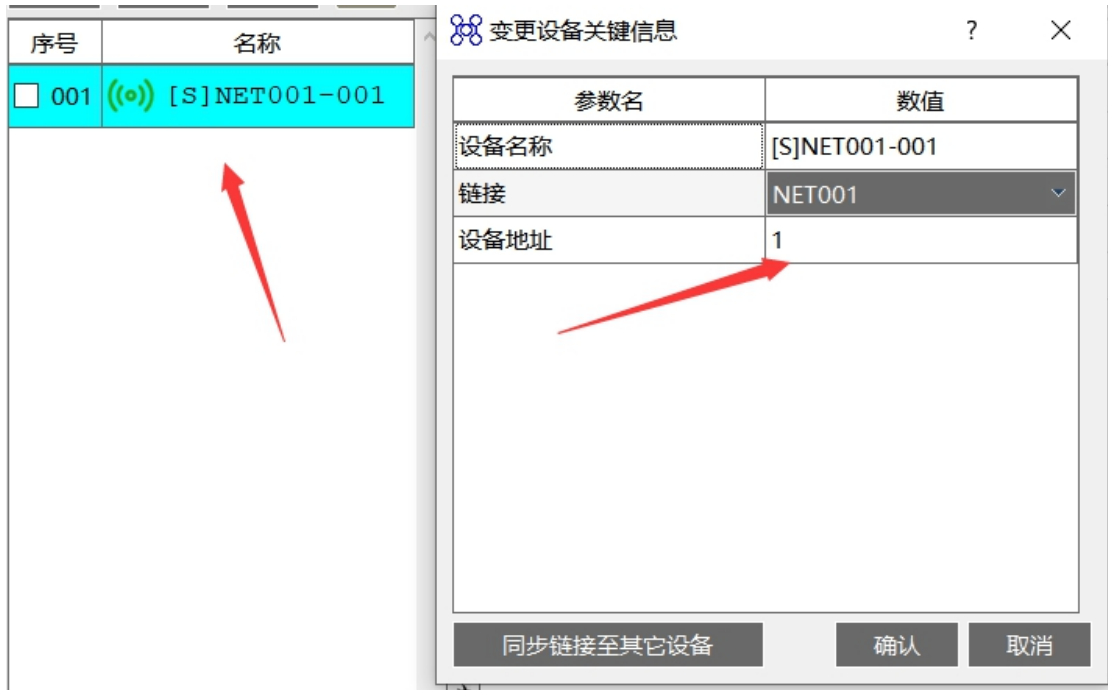 序号 名称
001 [S]NET001-001
变更设备关键信息 ?
参数名 数值
设备名称 [S]NET001-001
链接 NET001
设备地址 1
同步链接至其它设备 确认 取消